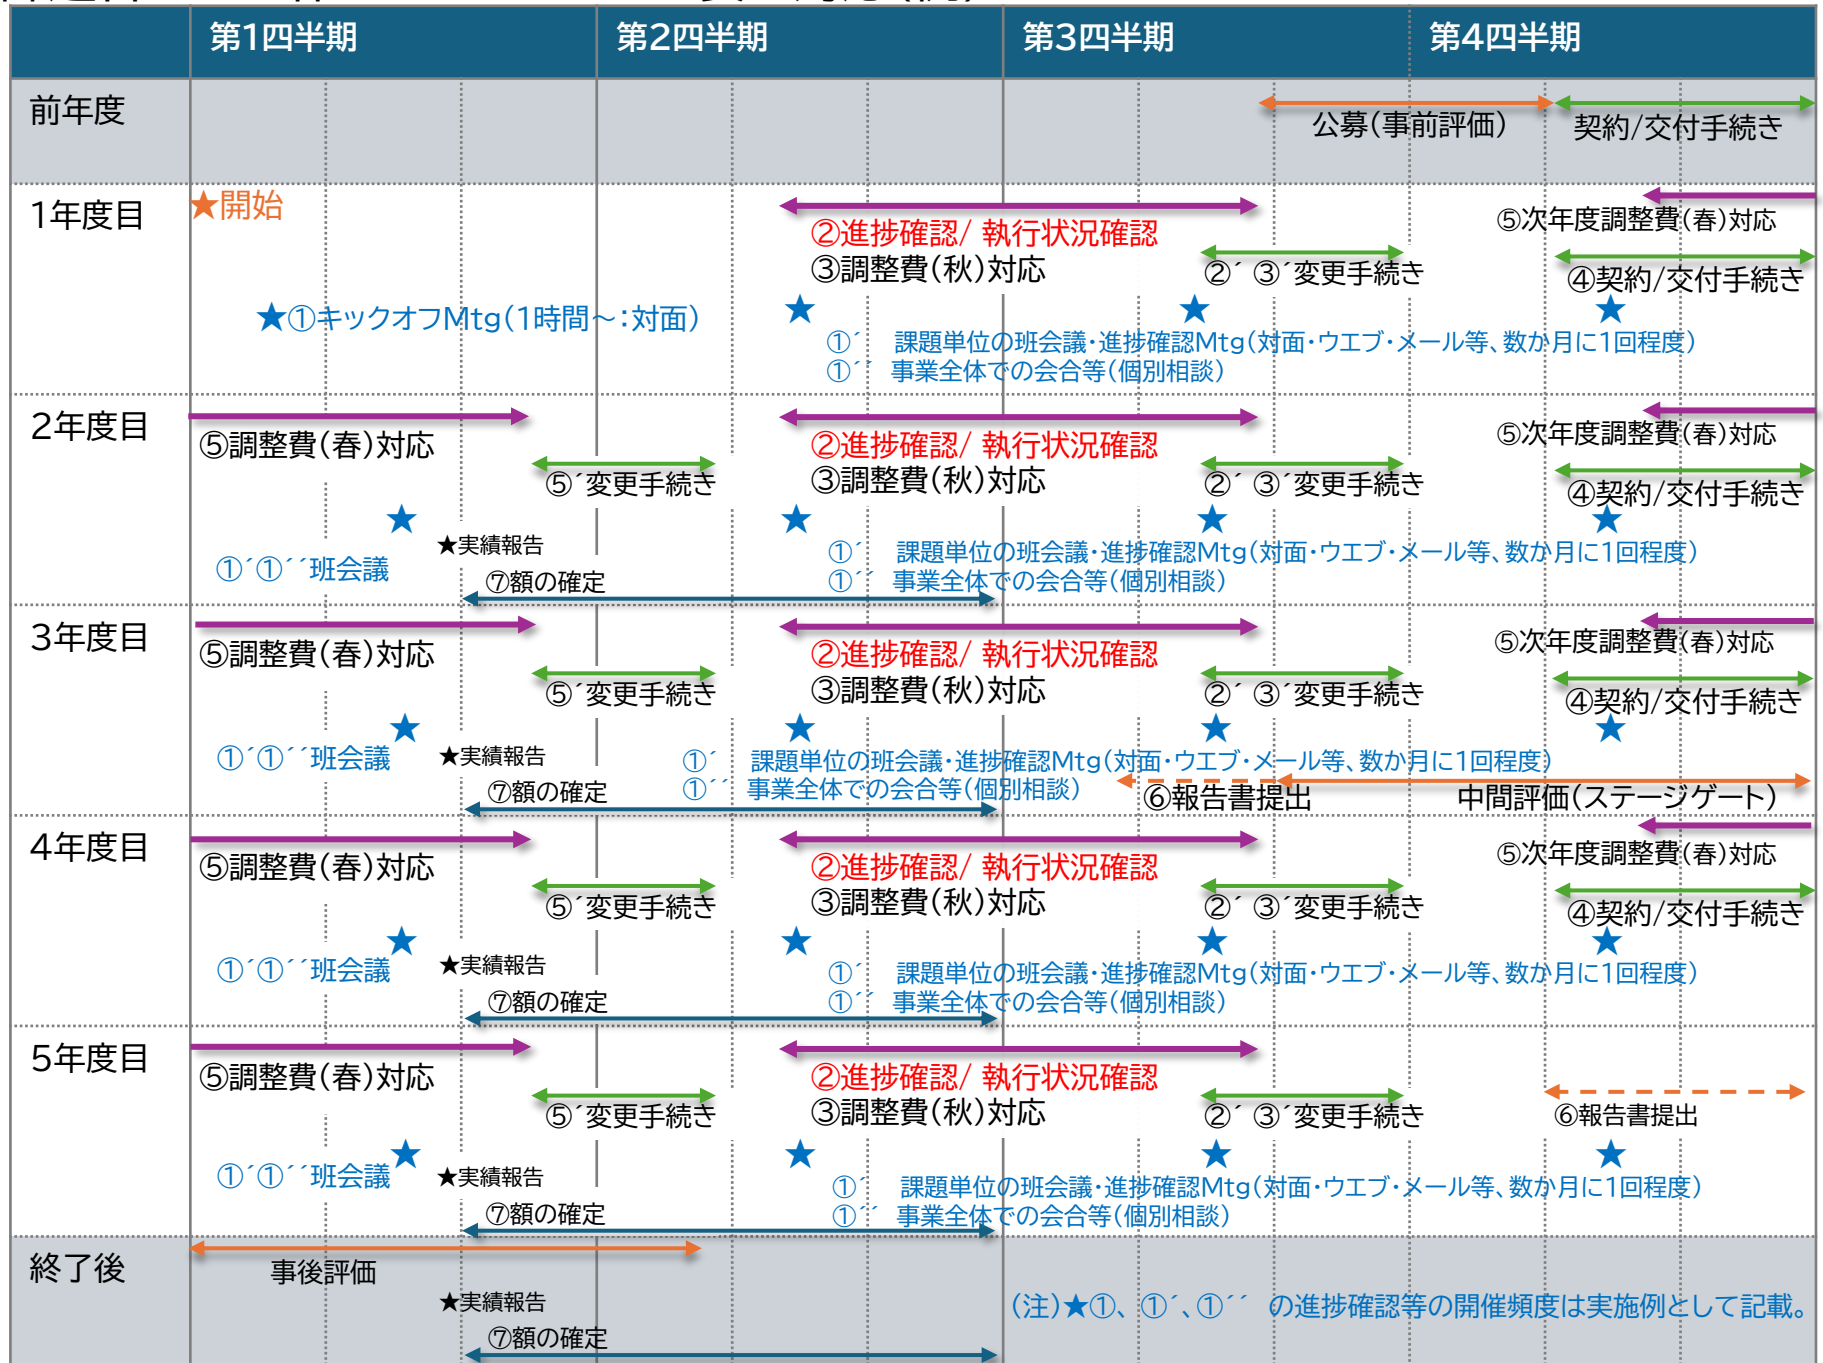 第1四半期
第2四半期
第3四半期
第4四半期
前年度
公募(事前評価)
契約/交付手続き
1年度目
★開始
②進捗確認/ 執行状況確認
③調整費(秋)対応
②´ ③´変更手続き
⑤次年度調整費(春)対応
④契約/交付手続き
★①キックオフMtg(1時間~:対面)
★
★
★
①´ 課題単位の班会議・進捗確認Mtg(対面・ウエブ・メール等、数か月に1回程度)
①´´ 事業全体での会合等(個別相談)
2年度目
⑤調整費(春)対応
⑤´変更手続き
②進捗確認/ 執行状況確認
③調整費(秋)対応
②´ ③´変更手続き
⑤次年度調整費(春)対応
④契約/交付手続き
★
★
★
★
①´①´´班会議
★実績報告
⑦額の確定
①´ 課題単位の班会議・進捗確認Mtg(対面・ウエブ・メール等、数か月に1回程度)
①´´ 事業全体での会合等(個別相談)
3年度目
⑤調整費(春)対応
⑤´変更手続き
②進捗確認/ 執行状況確認
③調整費(秋)対応
②´ ③´変更手続き
⑤次年度調整費(春)対応
④契約/交付手続き
★
★
★
★
①´①´´班会議
★実績報告
⑦額の確定
①´ 課題単位の班会議・進捗確認Mtg(対面・ウエブ・メール等、数か月に1回程度)
①´´ 事業全体での会合等(個別相談)
⑥報告書提出
中間評価(ステージゲート)
4年度目
⑤調整費(春)対応
⑤´変更手続き
②進捗確認/ 執行状況確認
③調整費(秋)対応
②´ ③´変更手続き
⑤次年度調整費(春)対応
④契約/交付手続き
★
★
★
★
①´①´´班会議
★実績報告
⑦額の確定
①´ 課題単位の班会議・進捗確認Mtg(対面・ウエブ・メール等、数か月に1回程度)
①´´ 事業全体での会合等(個別相談)
5年度目
⑤調整費(春)対応
⑤´変更手続き
②進捗確認/ 執行状況確認
③調整費(秋)対応
②´ ③´変更手続き
⑥報告書提出
★
★
★
★
①´①´´班会議
★実績報告
⑦額の確定
①´ 課題単位の班会議・進捗確認Mtg(対面・ウエブ・メール等、数か月に1回程度)
①´´ 事業全体での会合等(個別相談)
終了後
事後評価
★実績報告
⑦額の確定
(注)★①、①´、①´´ の進捗確認等の開催頻度は実施例として記載。